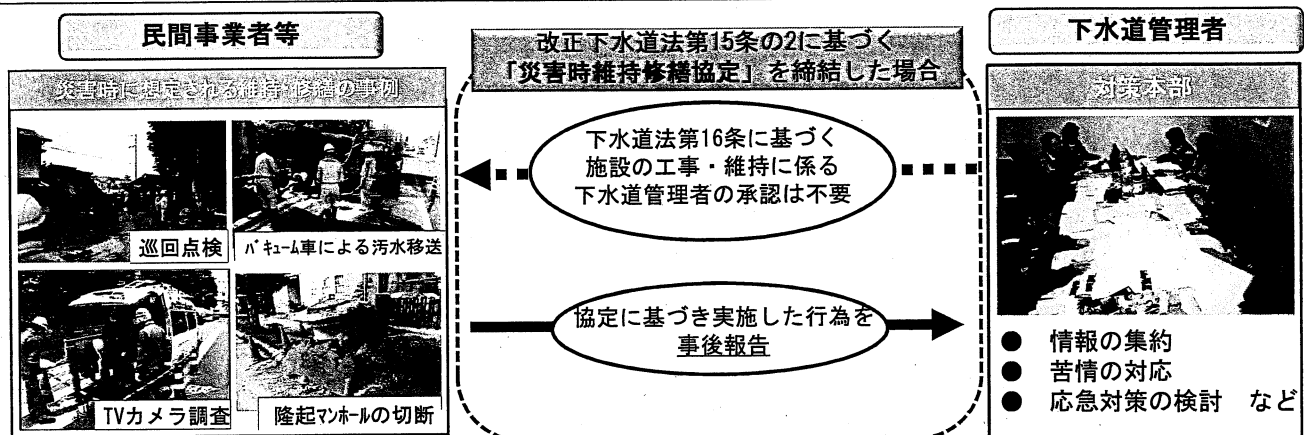 民間事業者等
災害時に想定される維持・修繕の事例
巡回点検
バキューム車による汚水移送
TVカメラ調査
隆起マンホールの切断
改正下水道法第15条の2に基づく
「災害時維持修繕協定」を締結した場合
下水道法第16条に基づく
施設の工事・維持に係る
下水道管理者の承認は不要
協定に基づき実施した行為を
事後報告
下水道管理者
対策本部
● 情報の集約
● 苦情の対応
● 応急対策の検討　など